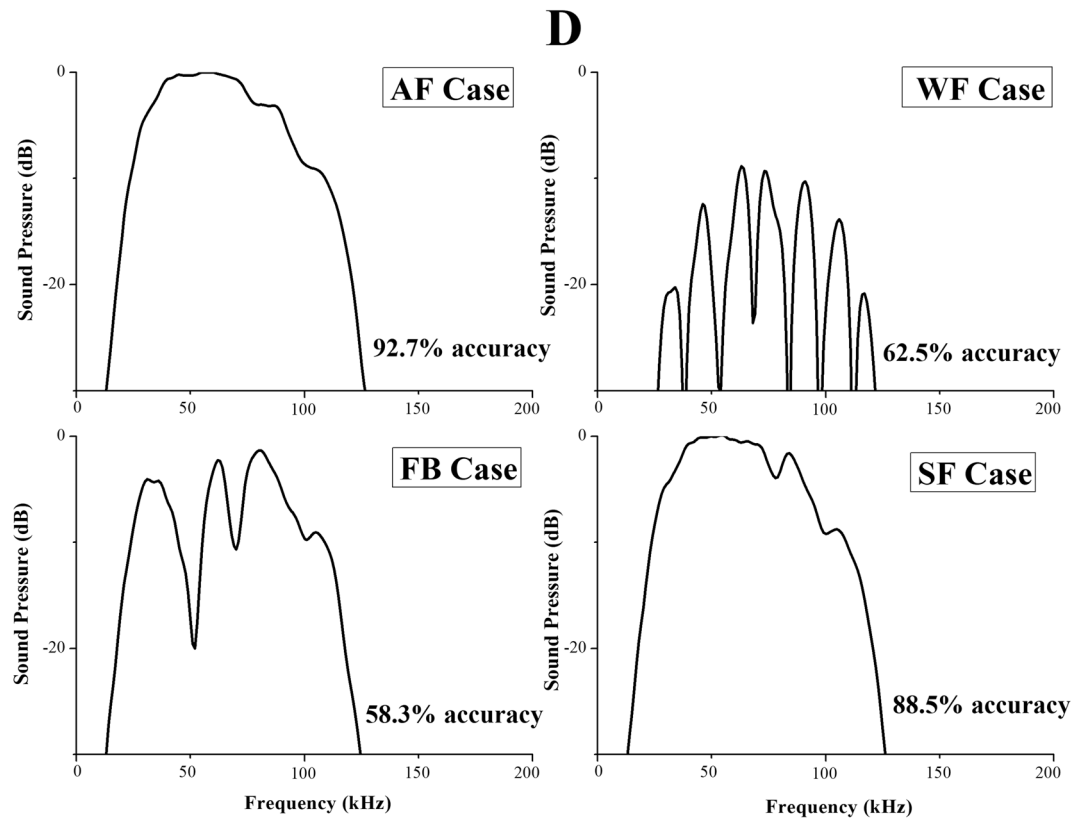 D
AF Case
0
-20
Sound Pressure (dB)
92.7% accuracy
0 50 100 150 200
WF Case
0
-20
Sound Pressure (dB)
62.5% accuracy
0 50 100 150 200
FB Case
0
-20
Sound Pressure (dB)
58.3% accuracy
0 50 100 150 200
Frequency (kHz)
SF Case
0
-20
Sound Pressure (dB)
88.5% accuracy
0 50 100 150 200
Frequency (kHz)